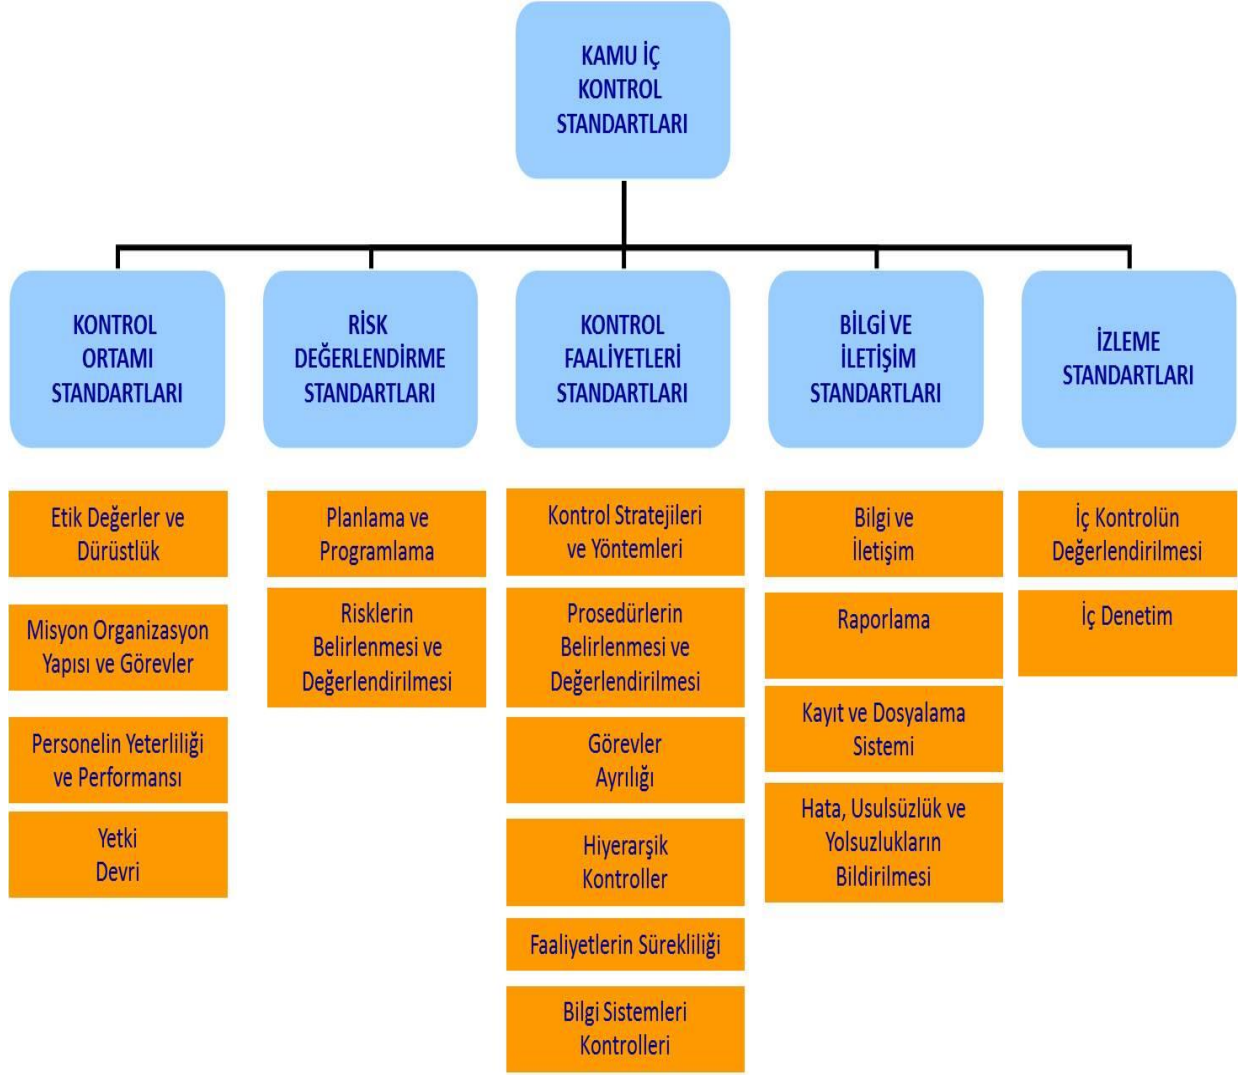 KAMU İÇ
KONTROL
STANDARTLARI
KONTROL
ORTAMI
STANDARTLARI
RİSK
DEĞERLENDİRME
STANDARTLARI
KONTROL
FAALİYETLERİ
STANDARTLARI
BİLGİ VE
İLETİŞİM
STANDARTLARI
İZLEME
STANDARTLARI
Etik Değerler ve
Dürüstlük
Misyon Organizasyon
Yapısı ve Görevler
Personelin Yeterliliği
ve Performansı
Yetki
Devri
Planlama ve
Programlama
Risklerin
Belirlenmesi ve
Değerlendirilmesi
Kontrol Stratejileri
ve Yöntemleri
Prosedürlerin
Belirlenmesi ve
Değerlendirilmesi
Görevler
Ayrılığı
Hiyerarşik
Kontroller
Faaliyetlerin Sürekliliği
Bilgi Sistemleri
Kontrolleri
Bilgi ve
İletişim
Raporlama
Kayıt ve Dosyalama
Sistemi
Hata, Usulsüzlük ve
Yolsuzlukların
Bildirilmesi
İç Kontrolün
Değerlendirilmesi
İç Denetim